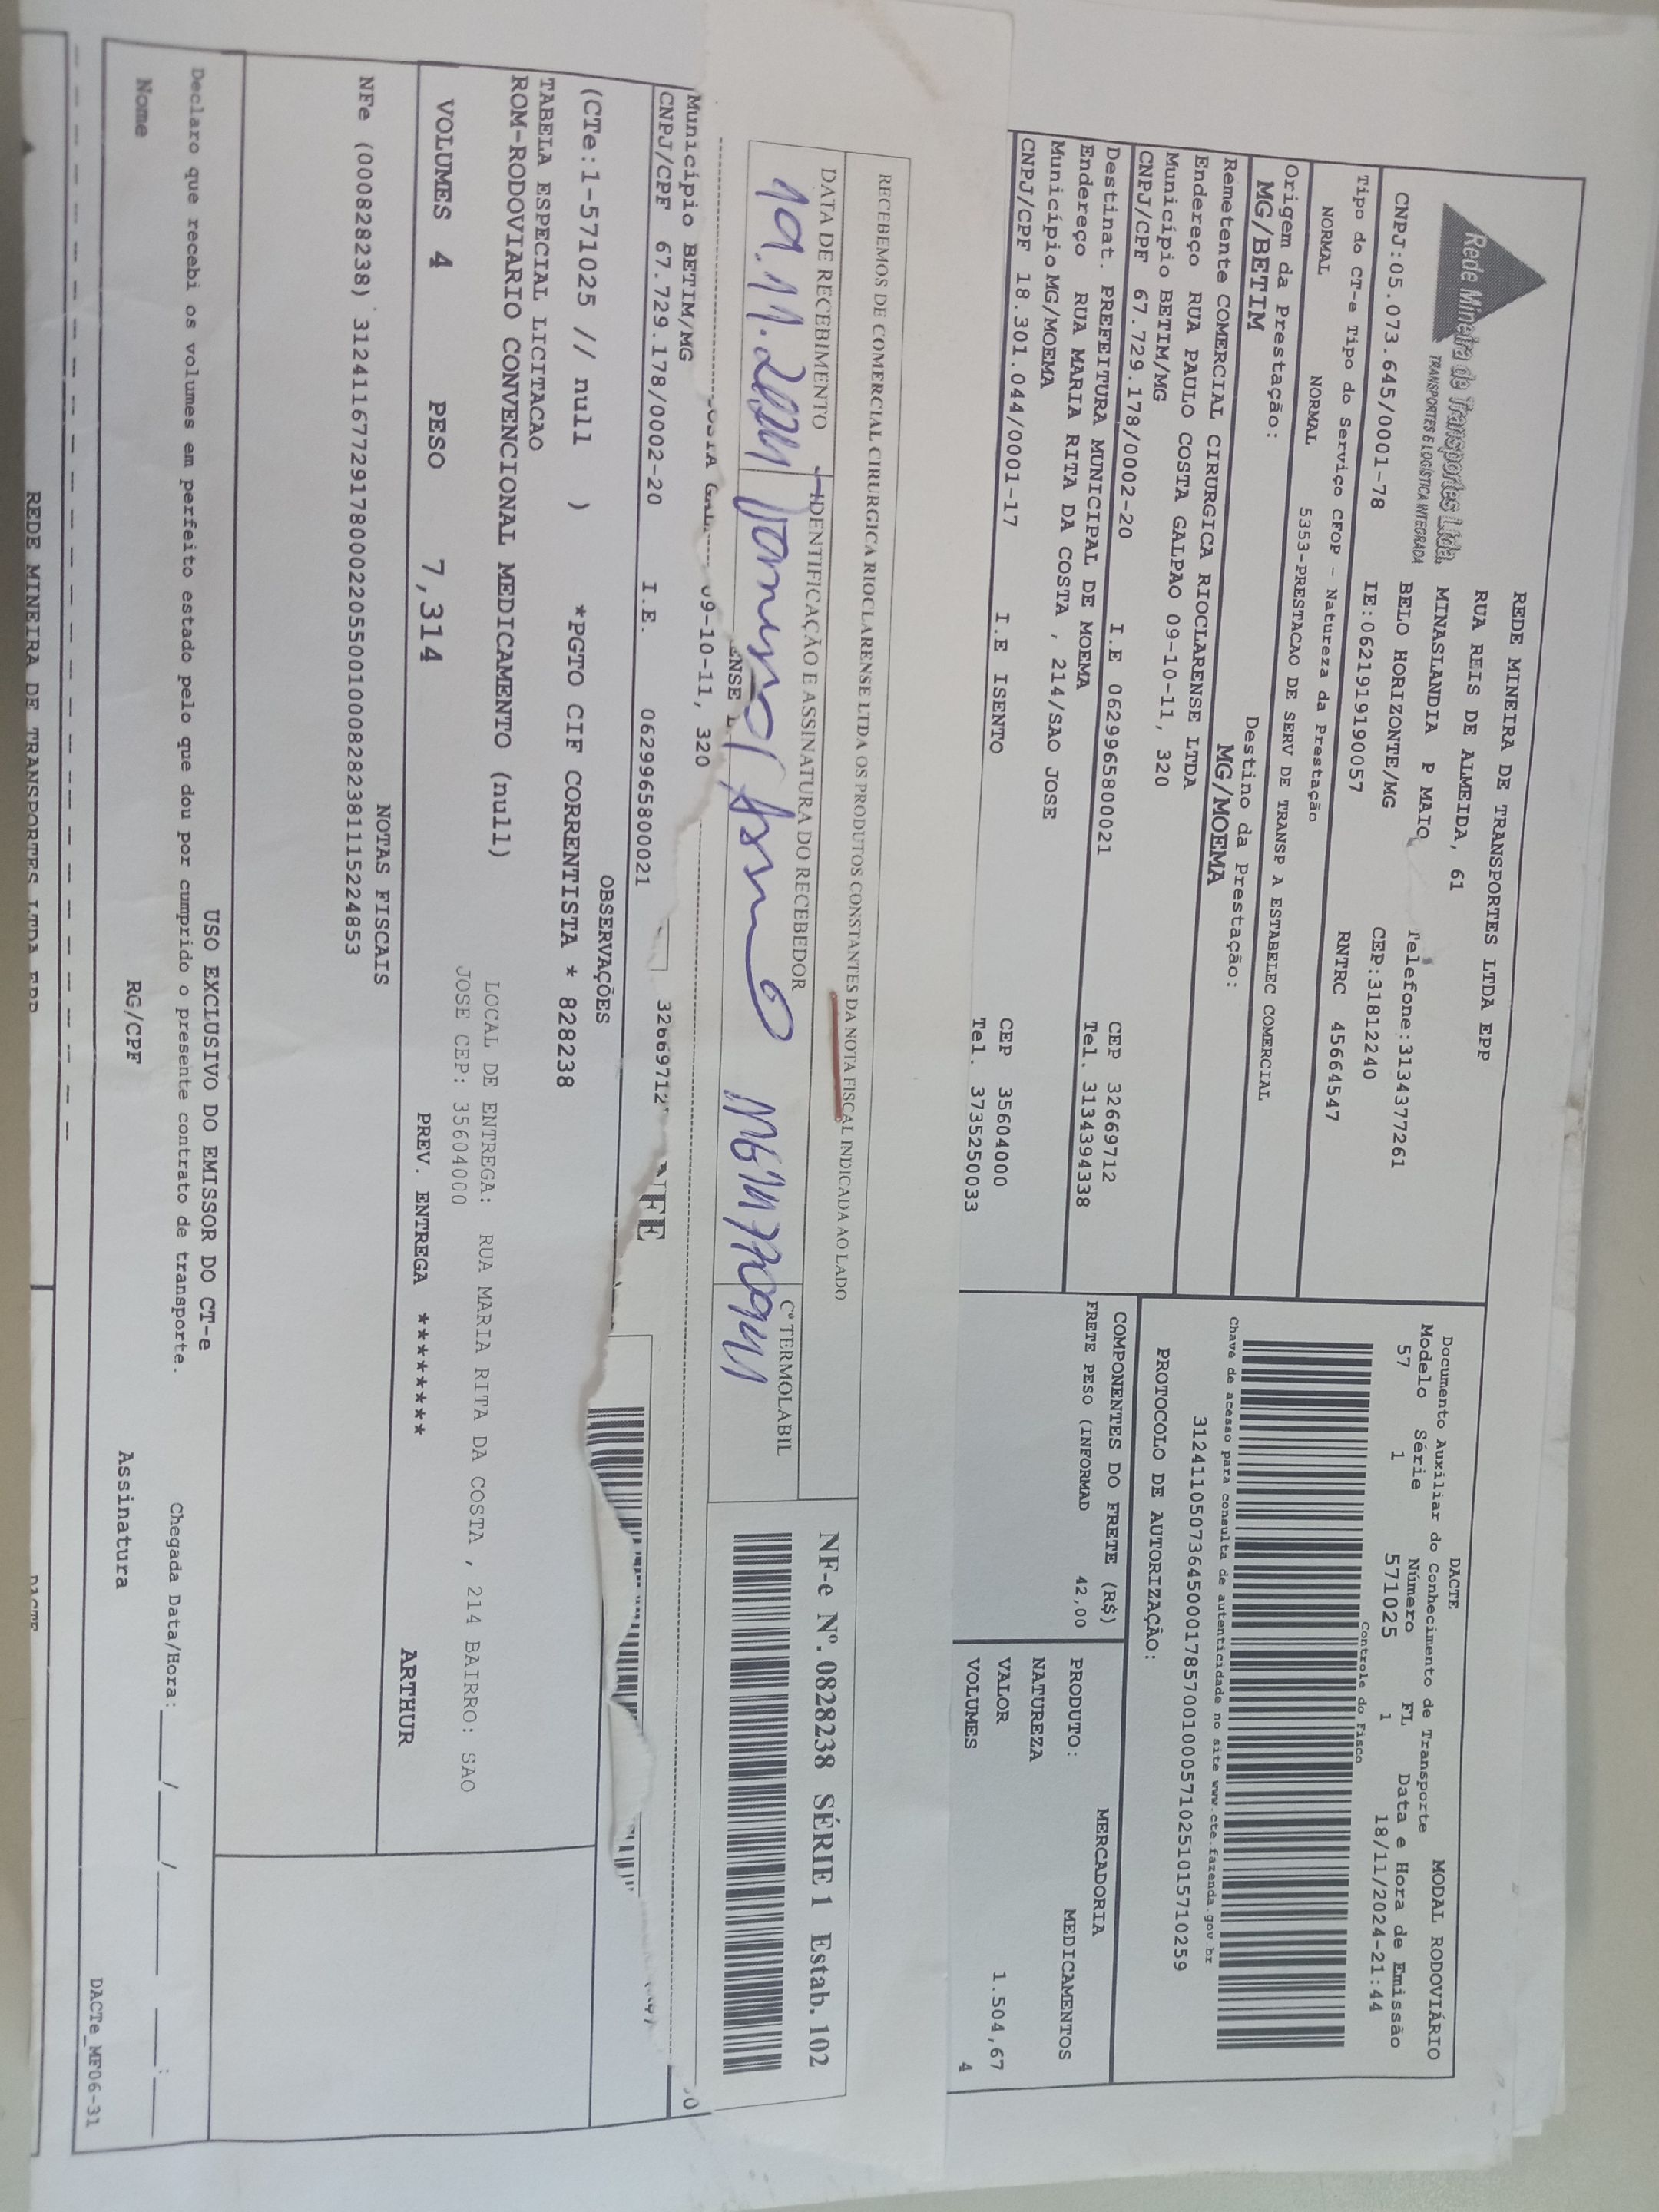 Rede Mineira de Transportes Ltda.
TRANSPORTES E LOGÍSTICA INTEGRADA
REDE MINEIRA DE TRANSPORTES LTDA EPP
RUA REIS DE ALMEIDA, 61
MINASLANDIA P MAIO Telefone:3134377261
BELO HORIZONTE/MG CEP:31812240
CNPJ:05.073.645/0001-78 IE:0621919190057 RNTRC 45664547
Tipo do CT-e Tipo do Serviço CFOP - Natureza da Prestação
NORMAL NORMAL 5353-PRESTACAO DE SERV DE TRANSP A ESTABELEC COMERCIAL
Origem da Prestação: Destino da Prestação:
MG/BETIM MG/MOEMA
DACTE MODAL RODOVIÁRIO
Documento Auxiliar do Conhecimento de Transporte
Modelo Série Número FL Data e Hora de Emissão
57 1 571025 1 18/11/2024-21:44
Controle do Fisco
Chave de acesso para consulta de autenticidade no site www.cte.fazenda.gov.br
31241105073645000178570010005710251015710259
PROTOCOLO DE AUTORIZAÇÃO:
Remetente COMERCIAL CIRURGICA RIOCLARENSE LTDA
Endereço RUA PAULO COSTA GALPAO 09-10-11, 320
Município BETIM/MG CEP 32669712
CNPJ/CPF 67.729.178/0002-20 I.E 0629965800021 Tel. 3134394338
Destinat. PREFEITURA MUNICIPAL DE MOEMA
Endereço RUA MARIA RITA DA COSTA , 214/SAO JOSE
Município MG/MOEMA CEP 35604000
CNPJ/CPF 18.301.044/0001-17 I.E ISENTO Tel. 3735250033
COMPONENTES DO FRETE (R$)
FRETE PESO (INFORMAD 42,00
MERCADORIA
PRODUTO: MEDICAMENTOS
NATUREZA
VALOR 1.504,67
VOLUMES 4
RECEBEMOS DE COMERCIAL CIRURGICA RIOCLARENSE LTDA OS PRODUTOS CONSTANTES DA NOTA FISCAL INDICADA AO LADO
DATA DE RECEBIMENTO IDENTIFICAÇÃO E ASSINATURA DO RECEBEDOR Cº TERMOLABIL
NF-e Nº. 0828238 SÉRIE 1 Estab. 102
09-10-11, 320
Município BETIM/MG 32669712
CNPJ/CPF 67.729.178/0002-20 I.E. 0629965800021
OBSERVAÇÕES
(CTe:1-571025 // null ) *PGTO CIF CORRENTISTA * 828238
TABELA ESPECIAL LICITACAO
ROM-RODOVIARIO CONVENCIONAL MEDICAMENTO (null)
LOCAL DE ENTREGA: RUA MARIA RITA DA COSTA , 214 BAIRRO: SAO
JOSE CEP: 35604000
VOLUMES 4 PESO 7,314 PREV. ENTREGA ******** ARTHUR
NOTAS FISCAIS
NFe (000828238) 31241167729178000220550010008282381115224853
USO EXCLUSIVO DO EMISSOR DO CT-e
Declaro que recebi os volumes em perfeito estado pelo que dou por cumprido o presente contrato de transporte. Chegada Data/Hora: ___/___/_____ ___:___
Nome RG/CPF Assinatura
DACTe_MF06-31
REDE MINEIRA DE TRANSPORTES LTDA EPP DACTE